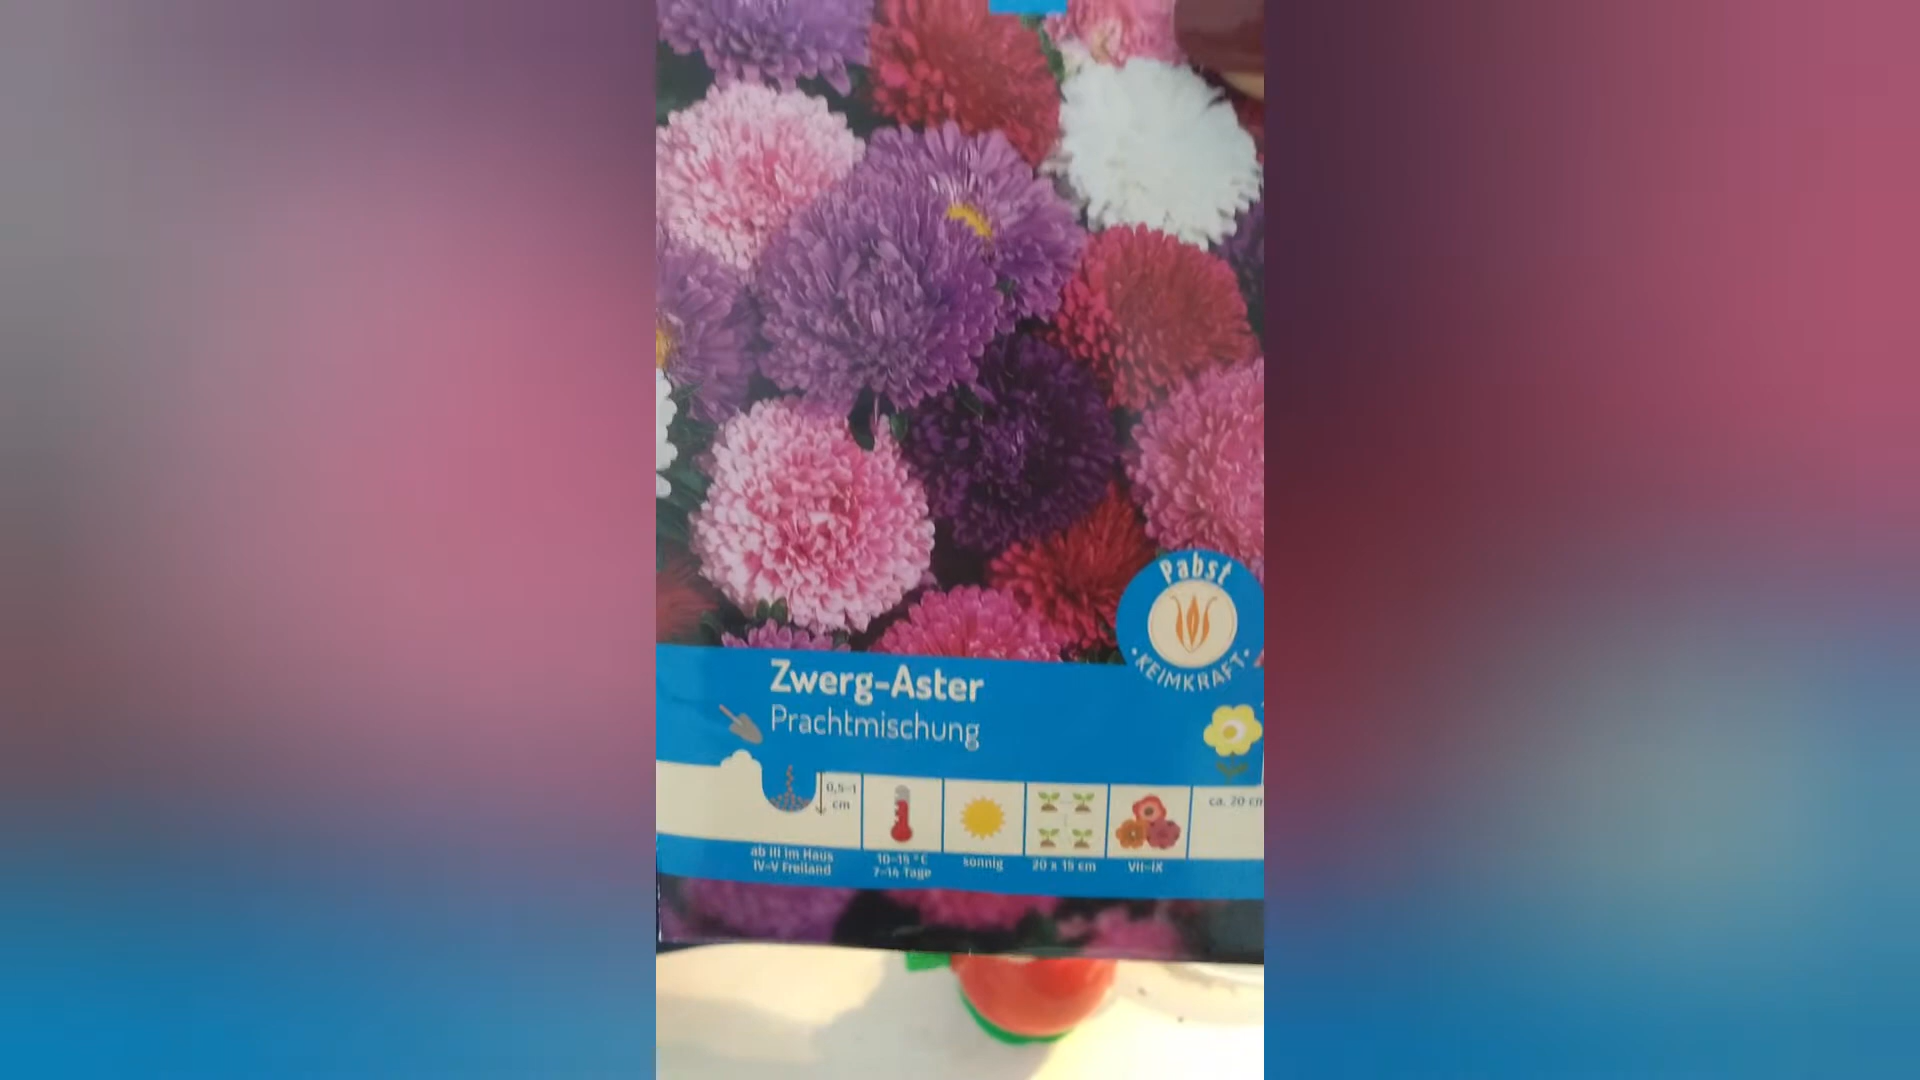 Pabst
• KEIMKRAFT •
Zwerg-Aster
Prachtmischung
0,5-1
cm
ca. 20 cm
ab III im Haus
IV-V Freiland
10-15 °C
7-14 Tage
sonnig
20 x 15 cm
VII-IX